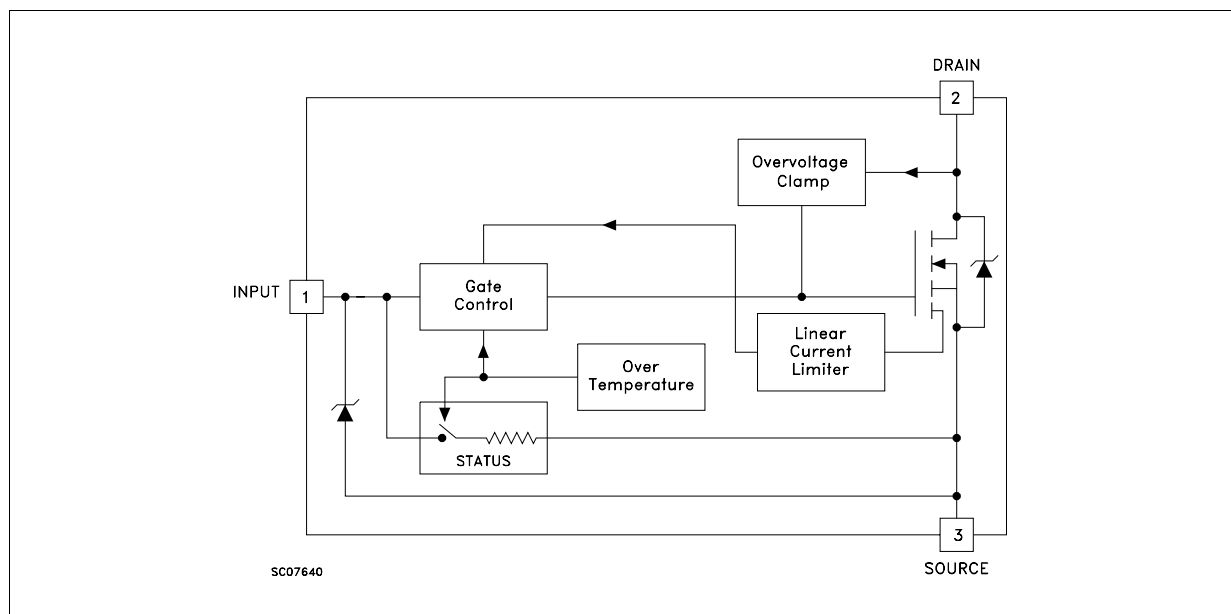 DRAIN
2
Overvoltage
Clamp
INPUT
1
Gate
Control
Linear
Current
Limiter
Over
Temperature
STATUS
3
SOURCE
SC07640